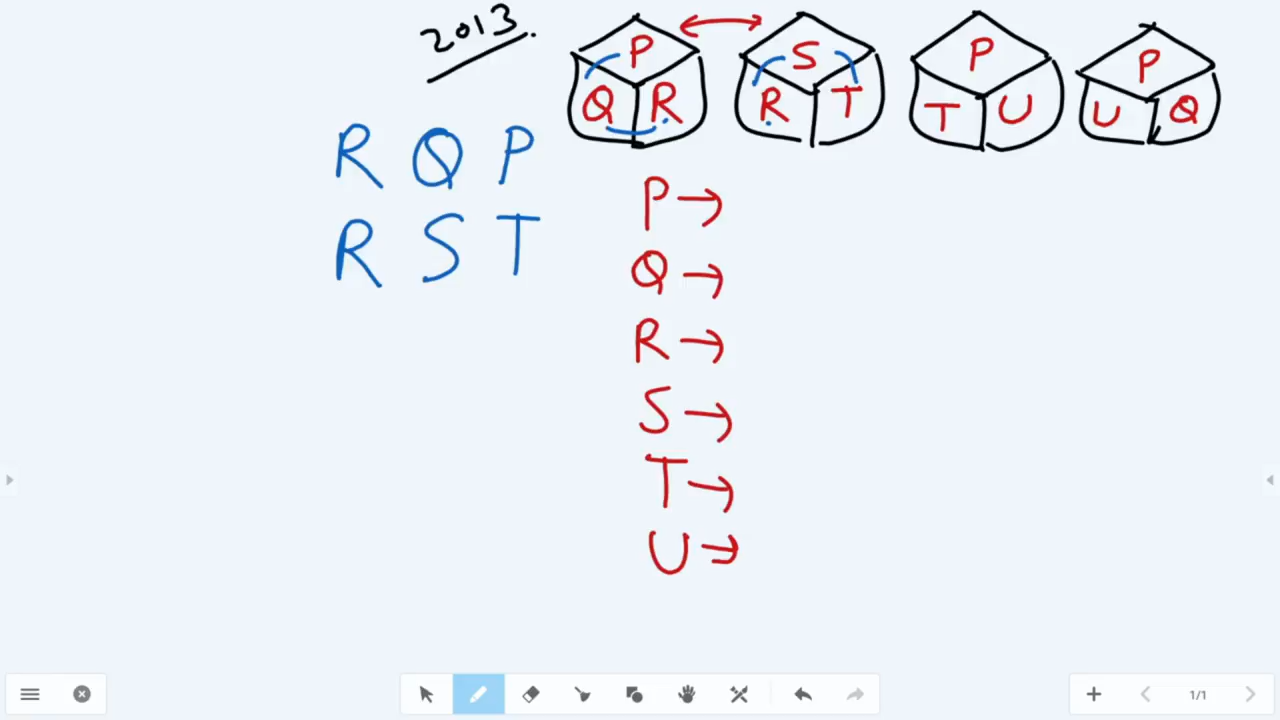 2013.
P
Q R
S
R T
P
T U
P
U Q
R Q P
R S T
P →
Q →
R →
S →
T →
U →
1/1